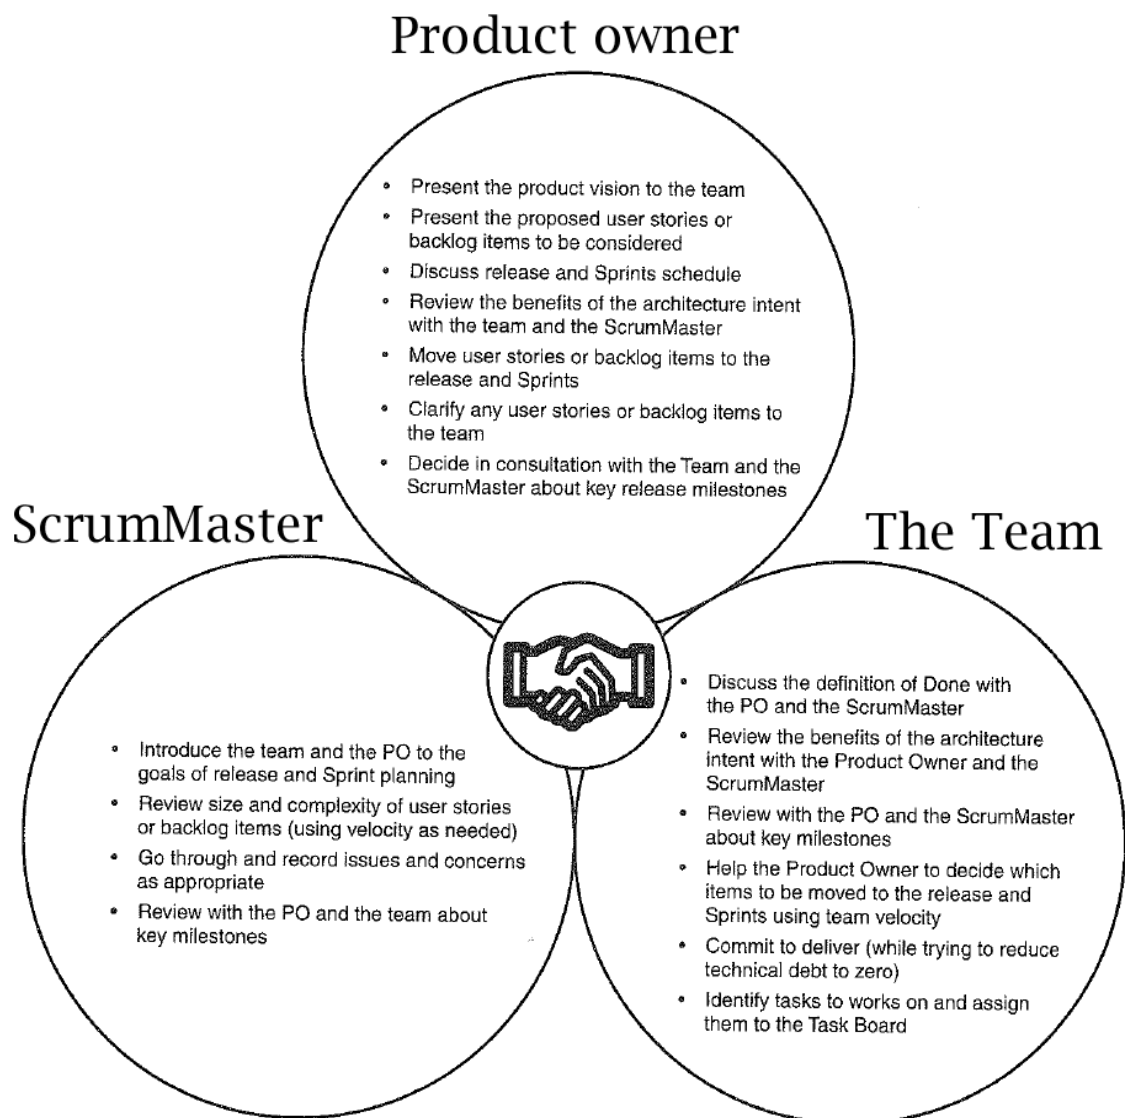 Product owner
• Present the product vision to the team
• Present the proposed user stories or
backlog items to be considered
• Discuss release and Sprints schedule
• Review the benefits of the architecture intent
with the team and the ScrumMaster
• Move user stories or backlog items to the
release and Sprints
• Clarify any user stories or backlog items to
the team
• Decide in consultation with the Team and the
ScrumMaster about key release milestones
ScrumMaster
• Introduce the team and the PO to the
goals of release and Sprint planning
• Review size and complexity of user stories
or backlog items (using velocity as needed)
• Go through and record issues and concerns
as appropriate
• Review with the PO and the team about
key milestones
The Team
• Discuss the definition of Done with
the PO and the ScrumMaster
• Review the benefits of the architecture
intent with the Product Owner and the
ScrumMaster
• Review with the PO and the ScrumMaster
about key milestones
• Help the Product Owner to decide which
items to be moved to the release and
Sprints using team velocity
• Commit to deliver (while trying to reduce
technical debt to zero)
• Identify tasks to works on and assign
them to the Task Board